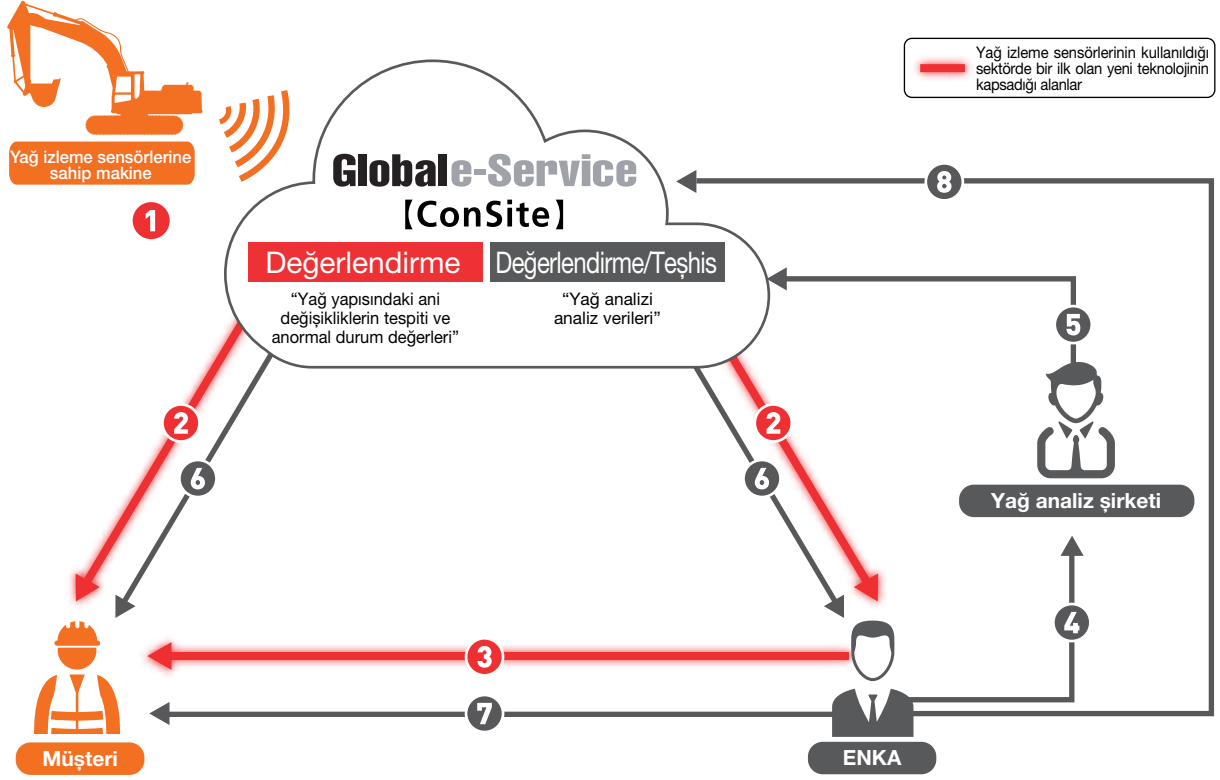 Yağ izleme sensörlerine
sahip makine
1
Yağ izleme sensörlerinin kullanıldığı
sektörde bir ilk olan yeni teknolojinin
kapsadığı alanlar
Global e-Service
【ConSite】
Değerlendirme
Değerlendirme/Teşhis
“Yağ yapısındaki ani
değişikliklerin tespiti ve
anormal durum değerleri”
“Yağ analizi
analiz verileri”
8
5
2
6
2
6
Yağ analiz şirketi
4
3
7
Müşteri
ENKA